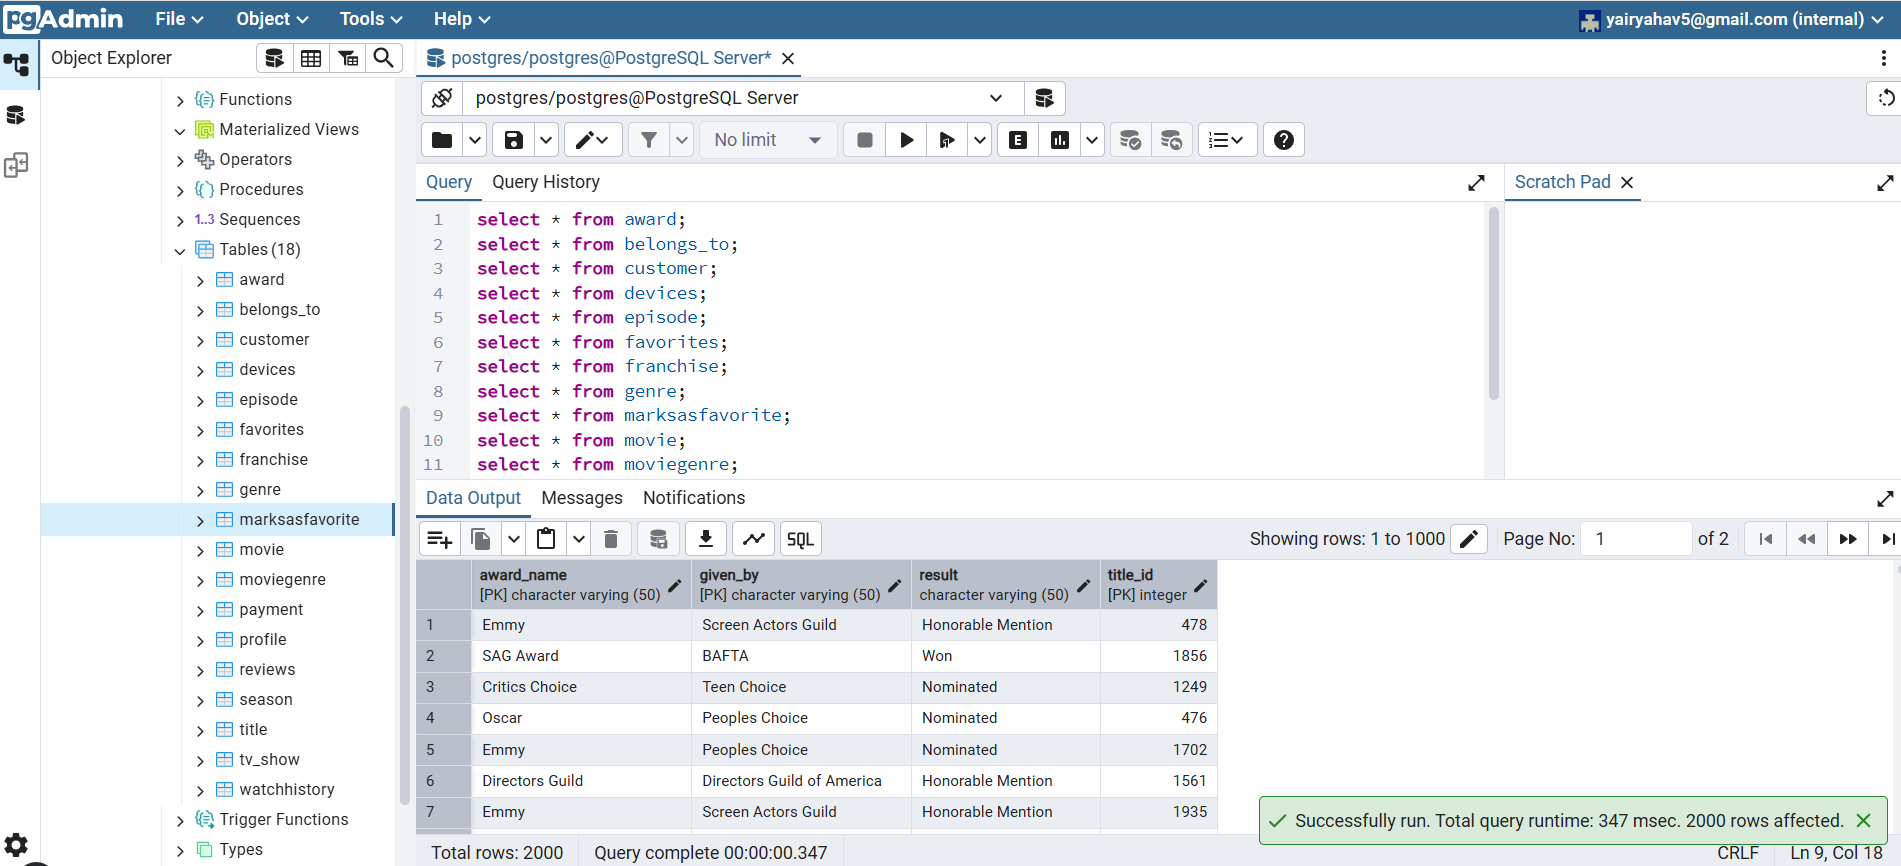 pgAdmin File Object Tools Help yairyahav5@gmail.com (internal)
Object Explorer
Functions
Materialized Views
Operators
Procedures
1..3 Sequences
Tables (18)
award
belongs_to
customer
devices
episode
favorites
franchise
genre
marksasfavorite
movie
moviegenre
payment
profile
reviews
season
title
tv_show
watchhistory
Trigger Functions
Types
postgres/postgres@PostgreSQL Server*
postgres/postgres@PostgreSQL Server
No limit E
Query Query History
1 select * from award;
2 select * from belongs_to;
3 select * from customer;
4 select * from devices;
5 select * from episode;
6 select * from favorites;
7 select * from franchise;
8 select * from genre;
9 select * from marksasfavorite;
10 select * from movie;
11 select * from moviegenre;
Scratch Pad
Data Output Messages Notifications
SQL Showing rows: 1 to 1000 Page No: 1 of 2
award_name given_by result title_id
[PK] character varying (50) [PK] character varying (50) character varying (50) [PK] integer
1 Emmy Screen Actors Guild Honorable Mention 478
2 SAG Award BAFTA Won 1856
3 Critics Choice Teen Choice Nominated 1249
4 Oscar Peoples Choice Nominated 476
5 Emmy Peoples Choice Nominated 1702
6 Directors Guild Directors Guild of America Honorable Mention 1561
7 Emmy Screen Actors Guild Honorable Mention 1935
Successfully run. Total query runtime: 347 msec. 2000 rows affected.
Total rows: 2000 Query complete 00:00:00.347 CRLF Ln 9, Col 18